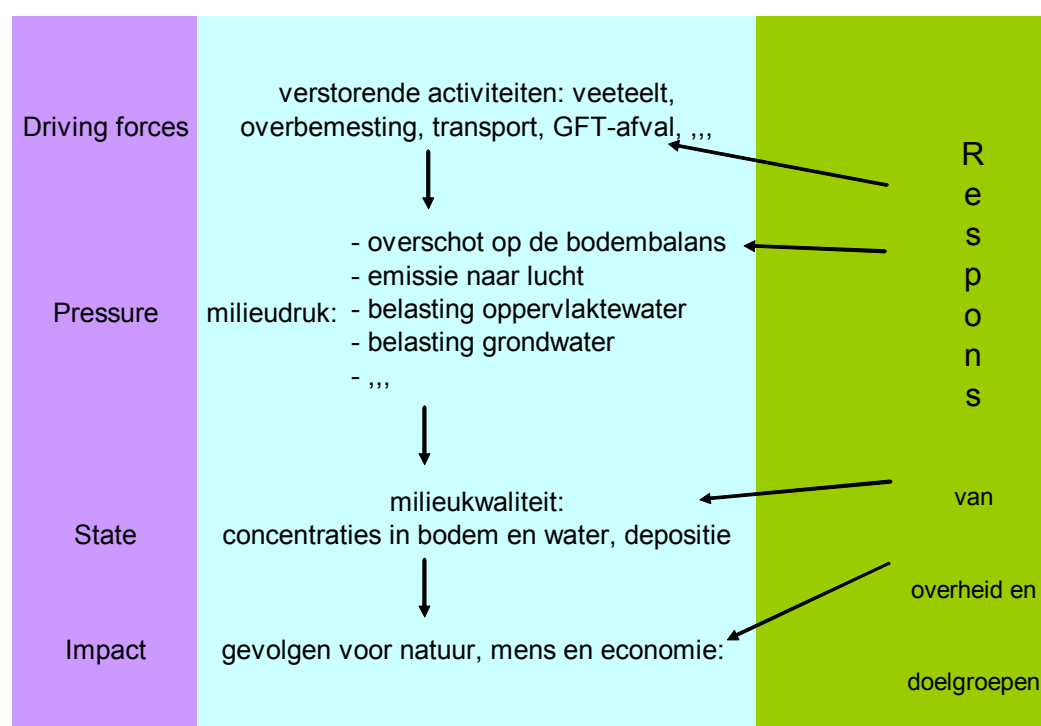 Driving forces
verstorende activiteiten: veeteelt,
overbemesting, transport, GFT-afval, ,,,
Pressure
milieudruk:
- overschot op de bodembalans
- emissie naar lucht
- belasting oppervlaktewater
- belasting grondwater
- ,,,
State
milieukwaliteit:
concentraties in bodem en water, depositie
Impact
gevolgen voor natuur, mens en economie:
R
e
s
p
o
n
s
van
overheid en
doelgroepen